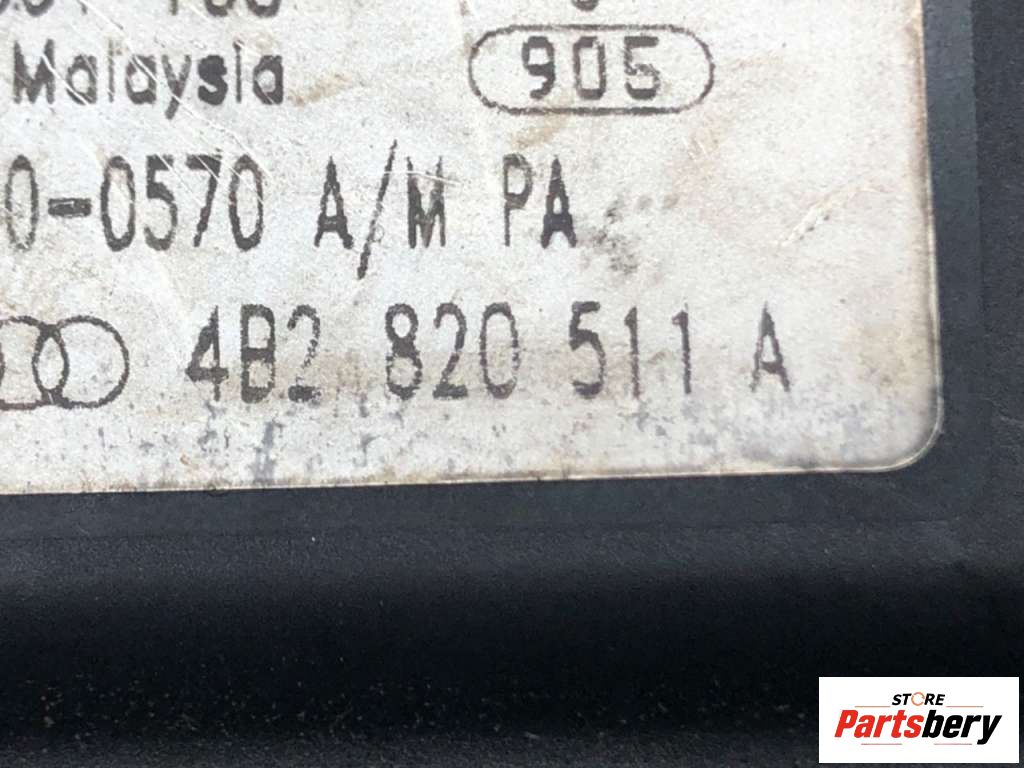 Malaysia 905
0-0570 A/M PA
4B2 820 511 A
STORE
Partsbery